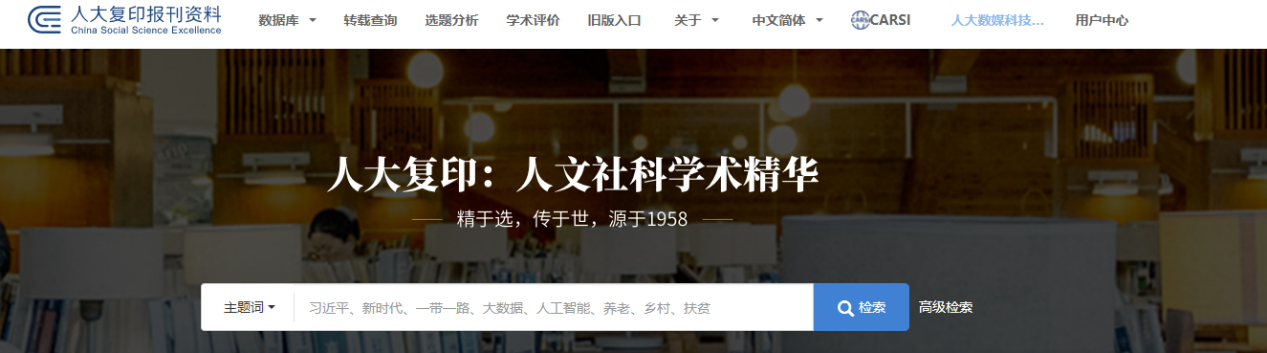 人大复印报刊资料
China Social Science Excellence
数据库 转载查询 选题分析 学术评价 旧版入口 关于 中文简体 CARSI 人大数媒科技... 用户中心
人大复印：人文社科学术精华
精于选，传于世，源于1958
主题词 习近平、新时代、一带一路、大数据、人工智能、养老、乡村、扶贫 检索 高级检索